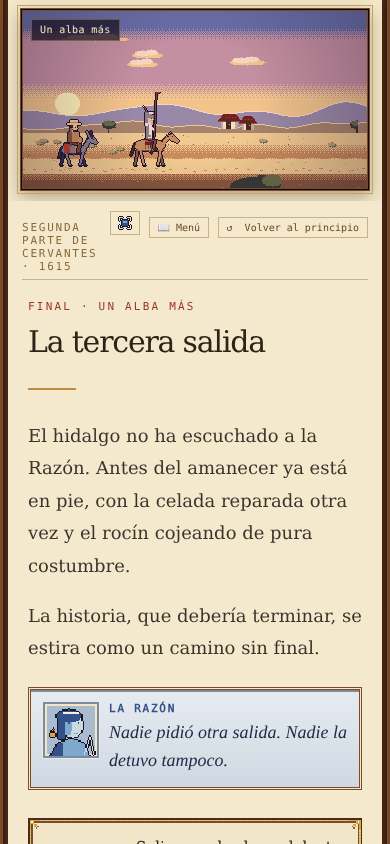 Un alba más
SEGUNDA
PARTE DE
CERVANTES
· 1615
📖 Menú
↺ Volver al principio
FINAL · UN ALBA MÁS
La tercera salida
El hidalgo no ha escuchado a la
Razón. Antes del amanecer ya está
en pie, con la celada reparada otra
vez y el rocín cojeando de pura
costumbre.
La historia, que debería terminar, se
estira como un camino sin final.
LA RAZÓN
Nadie pidió otra salida. Nadie la
detuvo tampoco.